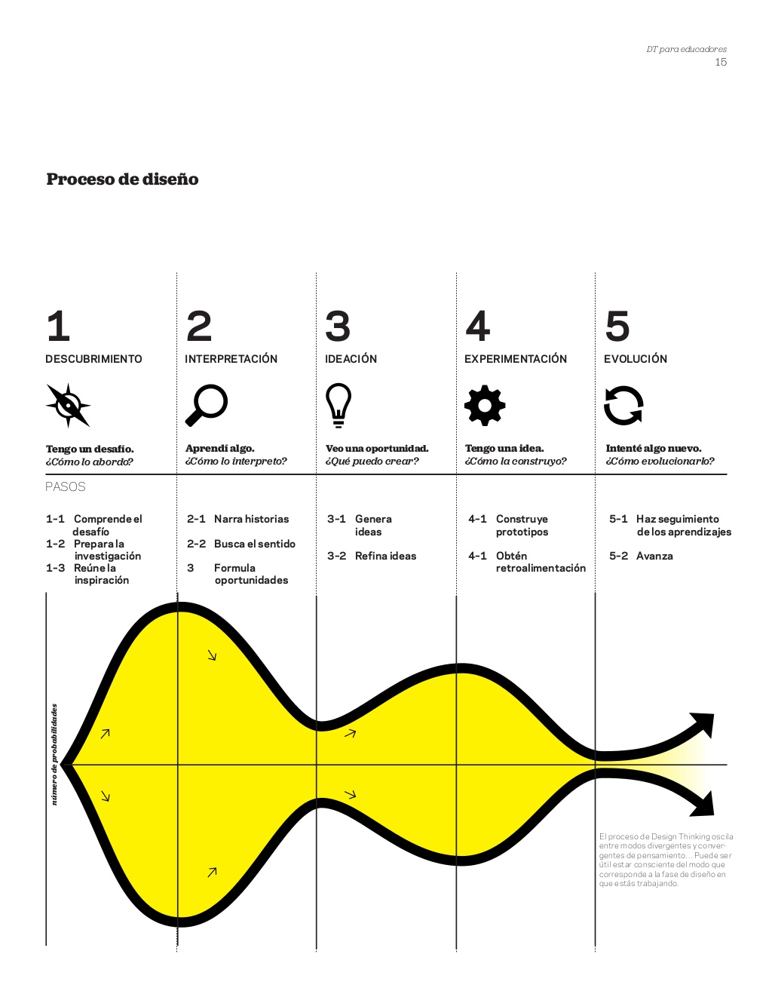 DT para educadores
15
Proceso de diseño
1
DESCUBRIMIENTO
Tengo un desafío.
¿Cómo lo abordo?
2
INTERPRETACIÓN
Aprendí algo.
¿Cómo lo interpreto?
3
IDEACIÓN
Veo una oportunidad.
¿Qué puedo crear?
4
EXPERIMENTACIÓN
Tengo una idea.
¿Cómo la construyo?
5
EVOLUCIÓN
Intenté algo nuevo.
¿Cómo evolucionarlo?
PASOS
1-1 Comprende el
desafío
1-2 Prepara la
investigación
1-3 Reúne la
inspiración
2-1 Narra historias
2-2 Busca el sentido
3 Formula
oportunidades
3-1 Genera
ideas
3-2 Refina ideas
4-1 Construye
prototipos
4-1 Obtén
retroalimentación
5-1 Haz seguimiento
de los aprendizajes
5-2 Avanza
número de probabilidades
El proceso de Design Thinking oscila
entre modos divergentes y conver-
gentes de pensamiento... Puede ser
útil estar consciente del modo que
corresponde a la fase de diseño en
que estás trabajando.